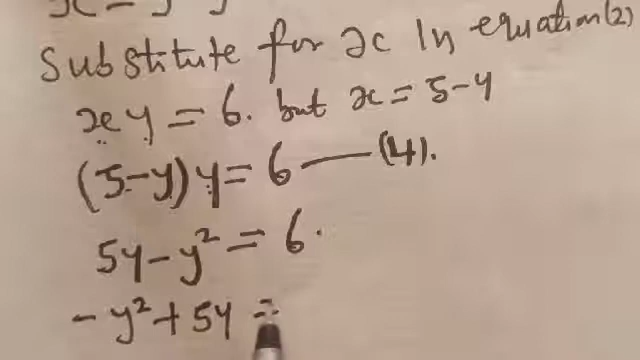 Substitute for x in equation(2)
xy = 6. but x = 5-y
(5-y)y = 6 —— (4).
5y - y² = 6.
- y² + 5y =